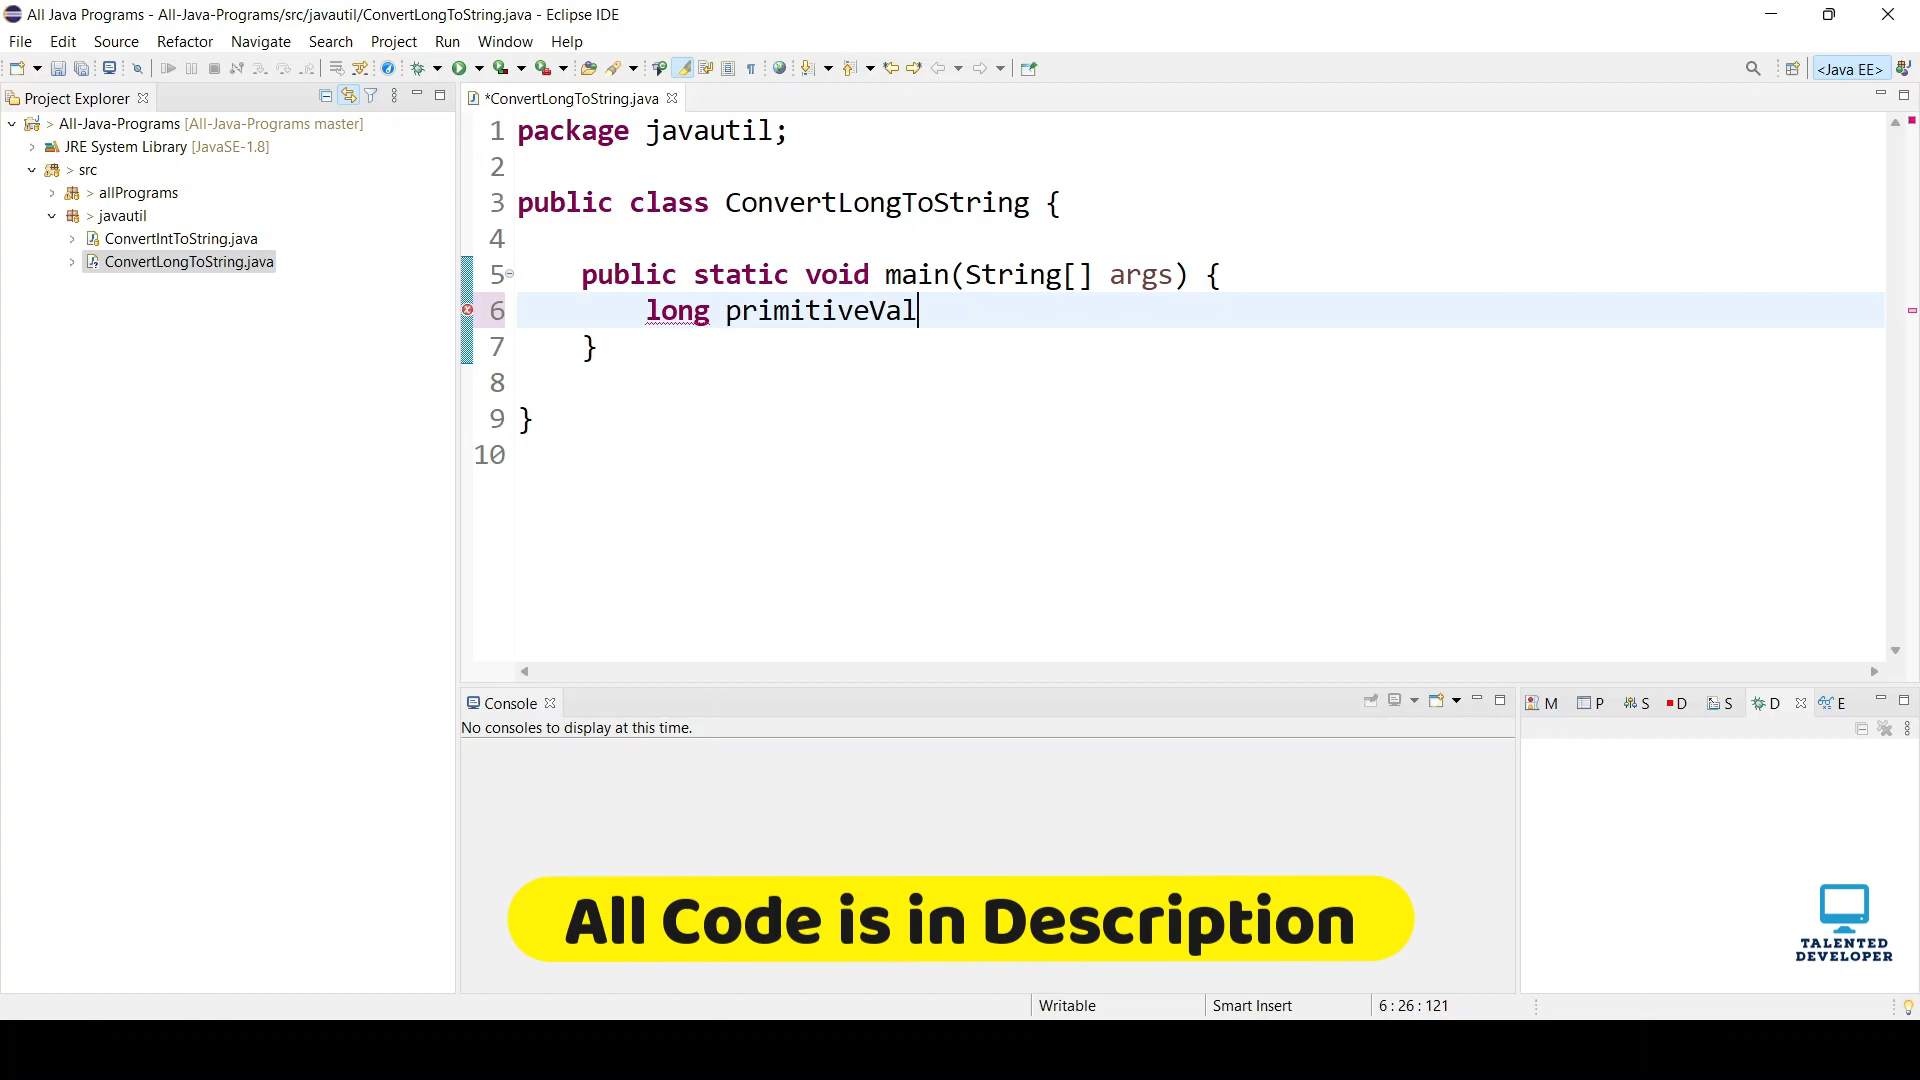 All Java Programs - All-Java-Programs/src/javautil/ConvertLongToString.java - Eclipse IDE
File Edit Source Refactor Navigate Search Project Run Window Help
<Java EE>
Project Explorer
> All-Java-Programs [All-Java-Programs master]
JRE System Library [JavaSE-1.8]
> src
> allPrograms
> javautil
ConvertIntToString.java
ConvertLongToString.java
*ConvertLongToString.java
1 package javautil;
2
3 public class ConvertLongToString {
4
5 public static void main(String[] args) {
6 long primitiveVal
7 }
8
9 }
10
Console
No consoles to display at this time.
M P S D S D E
All Code is in Description
TALENTED
DEVELOPER
Writable Smart Insert 6 : 26 : 121